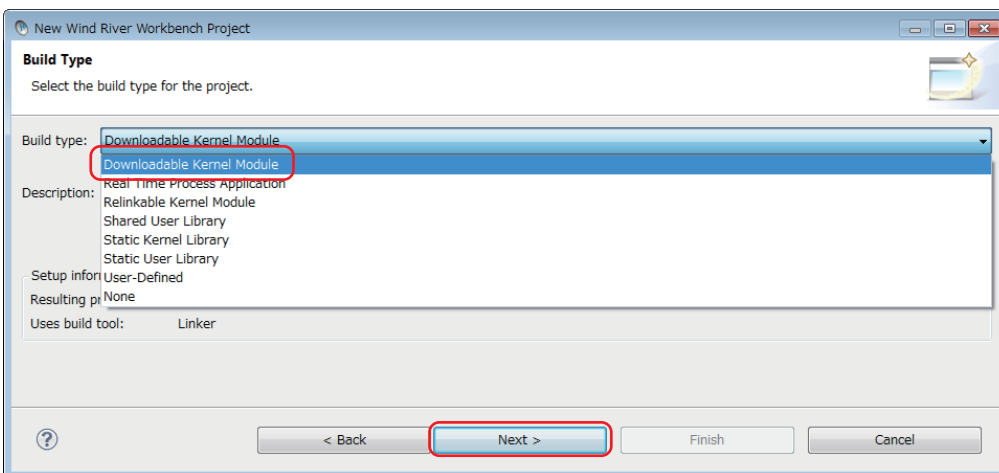 New Wind River Workbench Project
Build Type
Select the build type for the project.
Build type: Downloadable Kernel Module
Downloadable Kernel Module
Real Time Process Application
Description:
Relinkable Kernel Module
Shared User Library
Static Kernel Library
Static User Library
Setup infor
User-Defined
Resulting pr
None
Uses build tool: Linker
? < Back Next > Finish Cancel